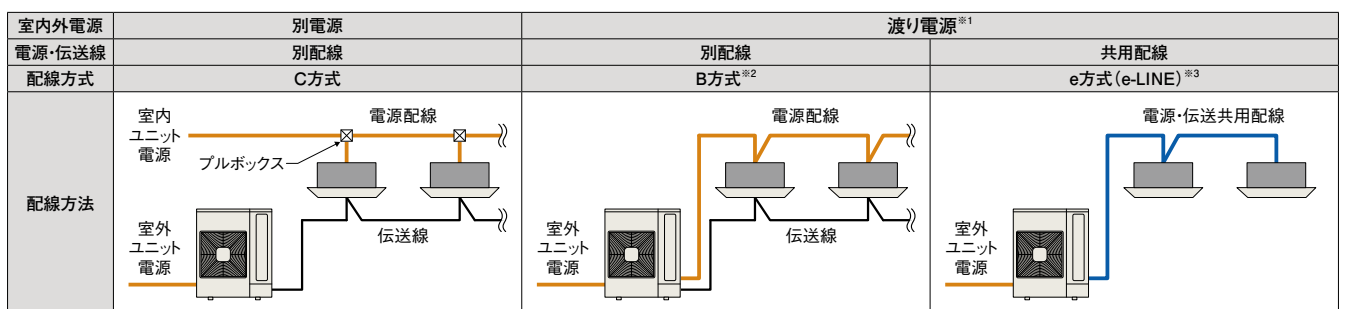 室内外電源 別電源 渡り電源※1
電源・伝送線 別配線 別配線 共用配線
配線方式 C方式 B方式※2 e方式(e-LINE)※3
配線方法
室内
ユニット
電源
電源配線
プルボックス
室外
ユニット
電源
伝送線
電源配線
室外
ユニット
電源
伝送線
電源・伝送共用配線
室外
ユニット
電源